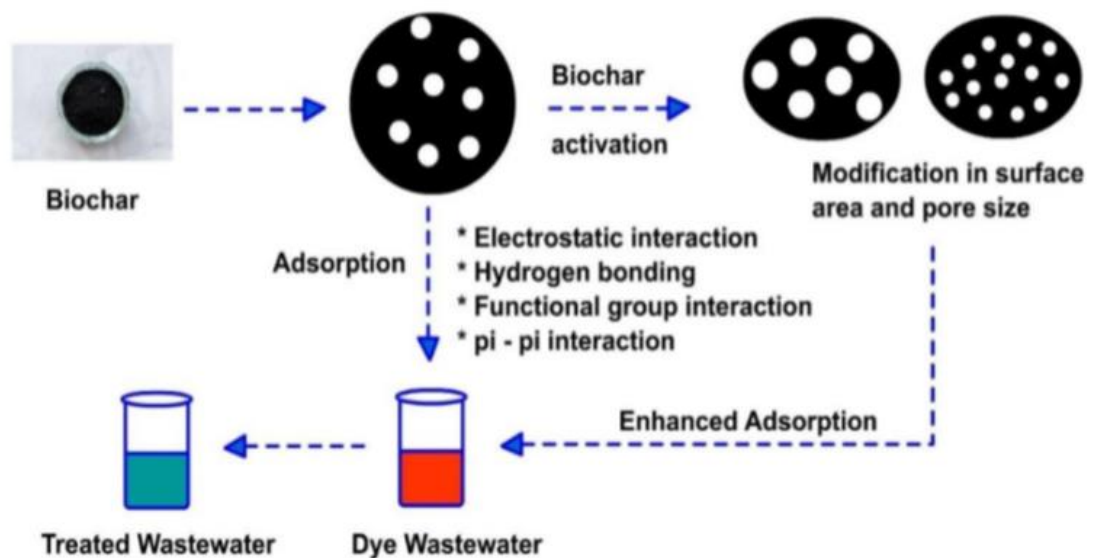 Biochar
Biochar
activation
Modification in surface
area and pore size
Adsorption
* Electrostatic interaction
* Hydrogen bonding
* Functional group interaction
* pi - pi interaction
Enhanced Adsorption
Treated Wastewater
Dye Wastewater